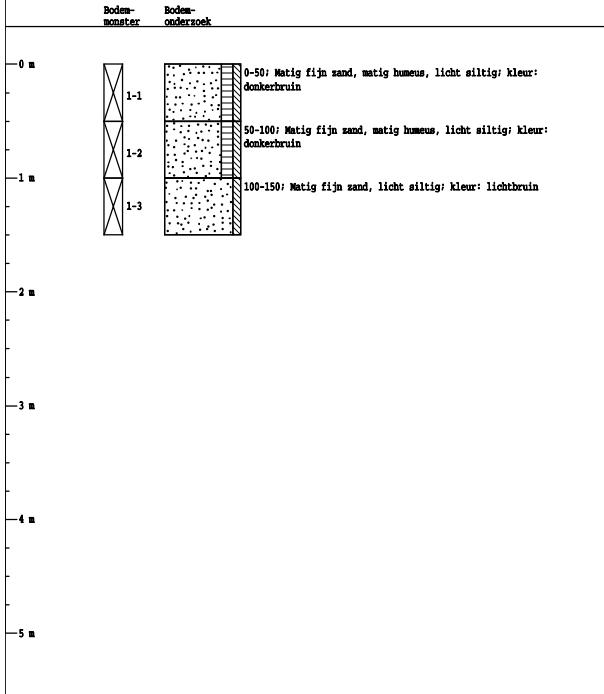 Bodem-
monster
Bodem-
onderzoek
0 m
0-50; Matig fijn zand, matig humeus, licht siltig; kleur:
donkerbruin
1-1
50-100; Matig fijn zand, matig humeus, licht siltig; kleur:
donkerbruin
1-2
1 m
100-150; Matig fijn zand, licht siltig; kleur: lichtbruin
1-3
2 m
3 m
4 m
5 m